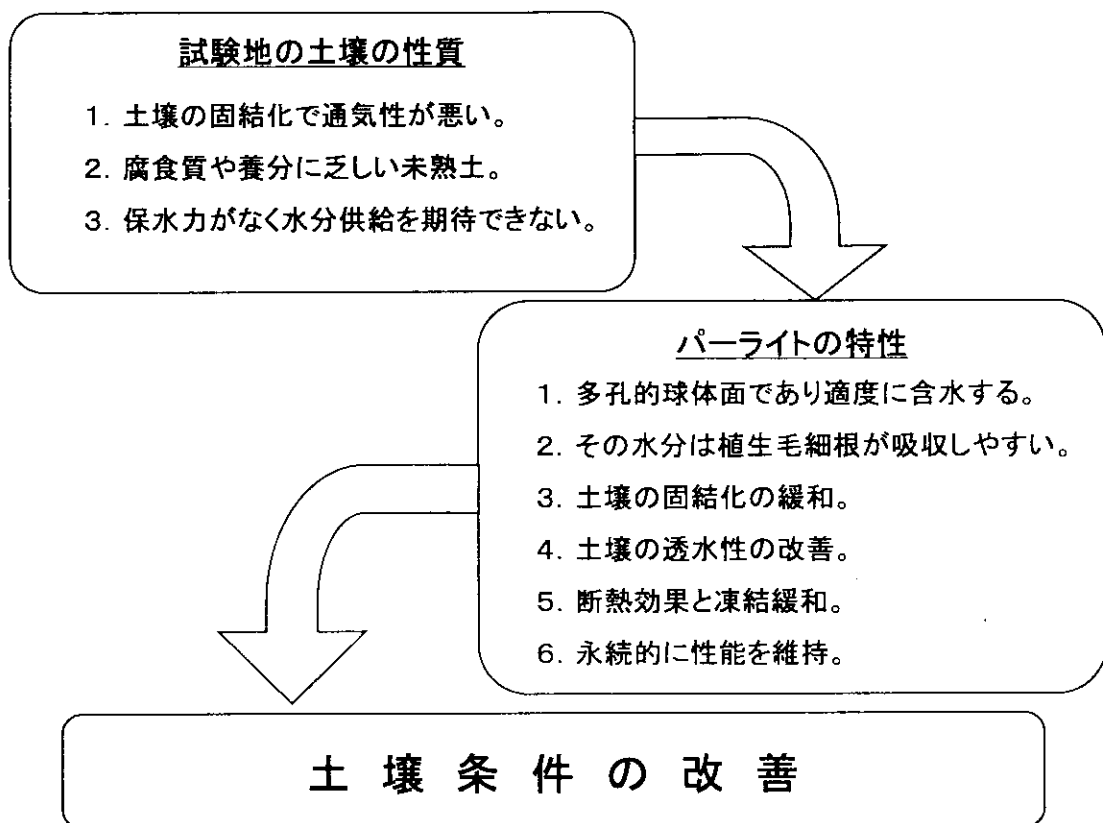 試験地の土壌の性質
1. 土壌の固結化で通気性が悪い。
2. 腐食質や養分に乏しい未熟土。
3. 保水力がなく水分供給を期待できない。
パーライトの特性
1. 多孔的球体面であり適度に含水する。
2. その水分は植生毛細根が吸収しやすい。
3. 土壌の固結化の緩和。
4. 土壌の透水性の改善。
5. 断熱効果と凍結緩和。
6. 永続的に性能を維持。
土壌条件の改善